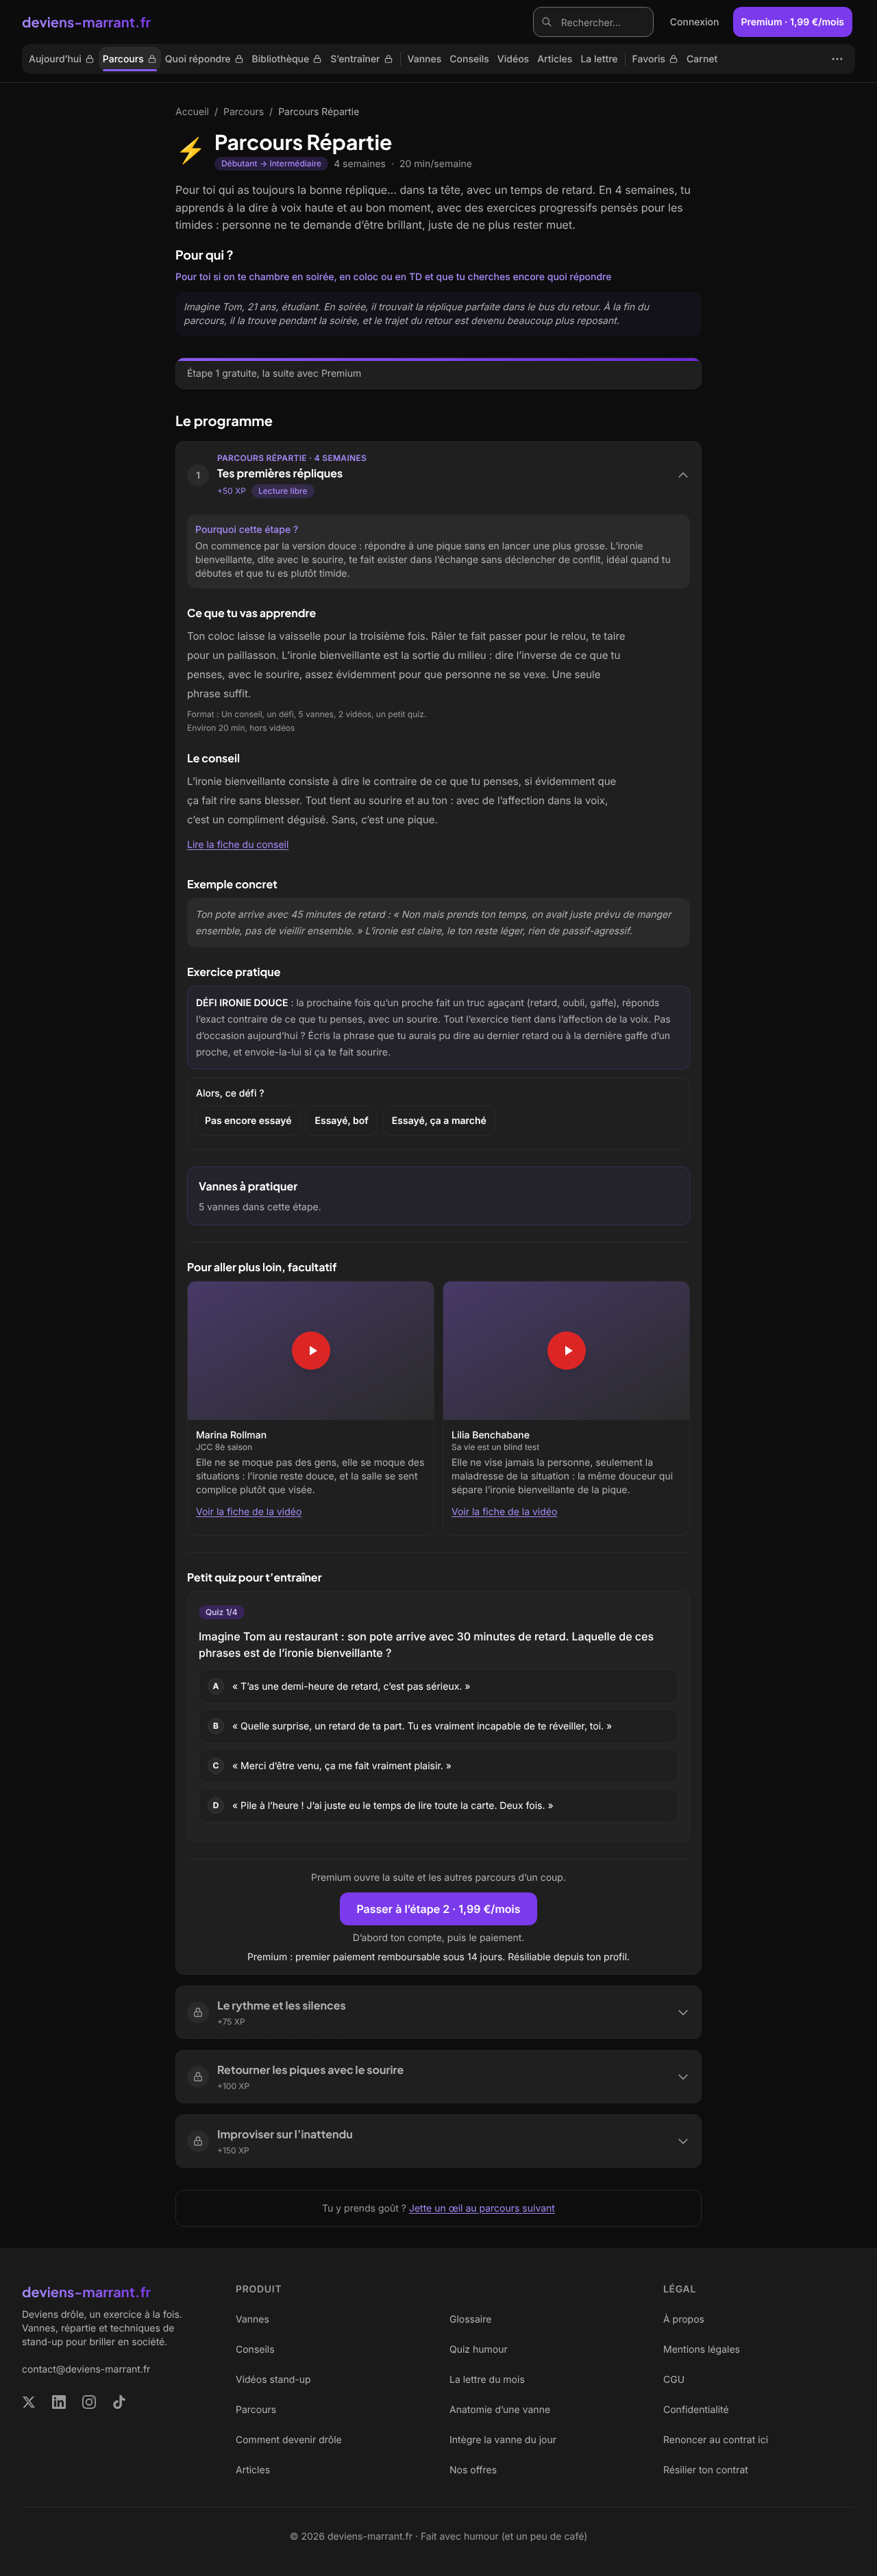 deviens-marrant.fr
Rechercher...
Connexion
Premium · 1,99 €/mois
Aujourd’hui
Parcours
Quoi répondre
Bibliothèque
S’entraîner
Vannes
Conseils
Vidéos
Articles
La lettre
Favoris
Carnet
Accueil / Parcours / Parcours Répartie
⚡ Parcours Répartie
Débutant → Intermédiaire 4 semaines · 20 min/semaine
Pour toi qui as toujours la bonne réplique… dans ta tête, avec un temps de retard. En 4 semaines, tu
apprends à la dire à voix haute et au bon moment, avec des exercices progressifs pensés pour les
timides : personne ne te demande d’être brillant, juste de ne plus rester muet.
Pour qui ?
Pour toi si on te chambre en soirée, en coloc ou en TD et que tu cherches encore quoi répondre
Imagine Tom, 21 ans, étudiant. En soirée, il trouvait la réplique parfaite dans le bus du retour. À la fin du
parcours, il la trouve pendant la soirée, et le trajet du retour est devenu beaucoup plus reposant.
Étape 1 gratuite, la suite avec Premium
Le programme
PARCOURS RÉPARTIE · 4 SEMAINES
1
Tes premières répliques
+50 XP Lecture libre
Pourquoi cette étape ?
On commence par la version douce : répondre à une pique sans en lancer une plus grosse. L’ironie
bienveillante, dite avec le sourire, te fait exister dans l’échange sans déclencher de conflit, idéal quand tu
débutes et que tu es plutôt timide.
Ce que tu vas apprendre
Ton coloc laisse la vaisselle pour la troisième fois. Râler te fait passer pour le relou, te taire
pour un paillasson. L’ironie bienveillante est la sortie du milieu : dire l’inverse de ce que tu
penses, avec le sourire, assez évidemment pour que personne ne se vexe. Une seule
phrase suffit.
Format : Un conseil, un défi, 5 vannes, 2 vidéos, un petit quiz.
Environ 20 min, hors vidéos
Le conseil
L’ironie bienveillante consiste à dire le contraire de ce que tu penses, si évidemment que
ça fait rire sans blesser. Tout tient au sourire et au ton : avec de l’affection dans la voix,
c’est un compliment déguisé. Sans, c’est une pique.
Lire la fiche du conseil
Exemple concret
Ton pote arrive avec 45 minutes de retard : « Non mais prends ton temps, on avait juste prévu de manger
ensemble, pas de vieillir ensemble. » L’ironie est claire, le ton reste léger, rien de passif-agressif.
Exercice pratique
DÉFI IRONIE DOUCE : la prochaine fois qu’un proche fait un truc agaçant (retard, oubli, gaffe), réponds
l’exact contraire de ce que tu penses, avec un sourire. Tout l’exercice tient dans l’affection de la voix. Pas
d’occasion aujourd’hui ? Écris la phrase que tu aurais pu dire au dernier retard ou à la dernière gaffe d’un
proche, et envoie-la-lui si ça te fait sourire.
Alors, ce défi ?
Pas encore essayé
Essayé, bof
Essayé, ça a marché
Vannes à pratiquer
5 vannes dans cette étape.
Pour aller plus loin, facultatif
Marina Rollman
JCC 8è saison
Elle ne se moque pas des gens, elle se moque des
situations : l’ironie reste douce, et la salle se sent
complice plutôt que visée.
Voir la fiche de la vidéo
Lilia Benchabane
Sa vie est un blind test
Elle ne vise jamais la personne, seulement la
maladresse de la situation : la même douceur qui
sépare l’ironie bienveillante de la pique.
Voir la fiche de la vidéo
Petit quiz pour t’entraîner
Quiz 1/4
Imagine Tom au restaurant : son pote arrive avec 30 minutes de retard. Laquelle de ces
phrases est de l’ironie bienveillante ?
A « T’as une demi-heure de retard, c’est pas sérieux. »
B « Quelle surprise, un retard de ta part. Tu es vraiment incapable de te réveiller, toi. »
C « Merci d’être venu, ça me fait vraiment plaisir. »
D « Pile à l’heure ! J’ai juste eu le temps de lire toute la carte. Deux fois. »
Premium ouvre la suite et les autres parcours d’un coup.
Passer à l’étape 2 · 1,99 €/mois
D’abord ton compte, puis le paiement.
Premium : premier paiement remboursable sous 14 jours. Résiliable depuis ton profil.
Le rythme et les silences
+75 XP
Retourner les piques avec le sourire
+100 XP
Improviser sur l’inattendu
+150 XP
Tu y prends goût ? Jette un œil au parcours suivant
deviens-marrant.fr
Deviens drôle, un exercice à la fois.
Vannes, répartie et techniques de
stand-up pour briller en société.
contact@deviens-marrant.fr
PRODUIT
Vannes
Conseils
Vidéos stand-up
Parcours
Comment devenir drôle
Articles
Glossaire
Quiz humour
La lettre du mois
Anatomie d’une vanne
Intègre la vanne du jour
Nos offres
LÉGAL
À propos
Mentions légales
CGU
Confidentialité
Renoncer au contrat ici
Résilier ton contrat
© 2026 deviens-marrant.fr · Fait avec humour (et un peu de café)